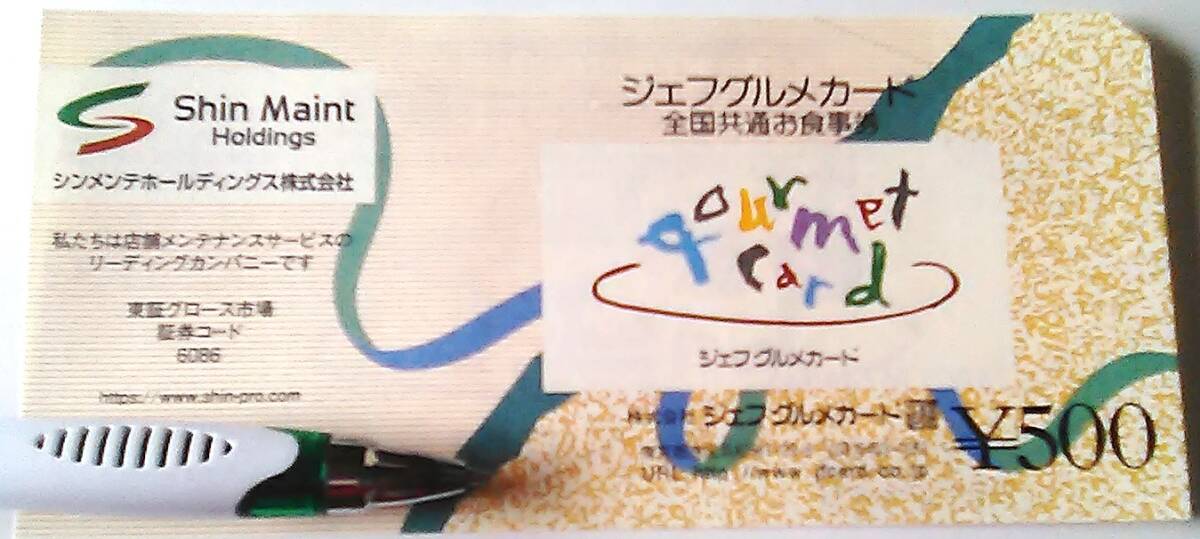 Shin Maint
Holdings
シンメンテホールディングス株式会社
私たちは店舗メンテナンスサービスの
リーディングカンパニーです
東証グロース市場
証券コード
6086
https://www.shin-pro.com
ジェフグルメカード
全国共通お食事券
gourmet
card
ジェフグルメカード
株式会社 ジェフグルメカード
¥500